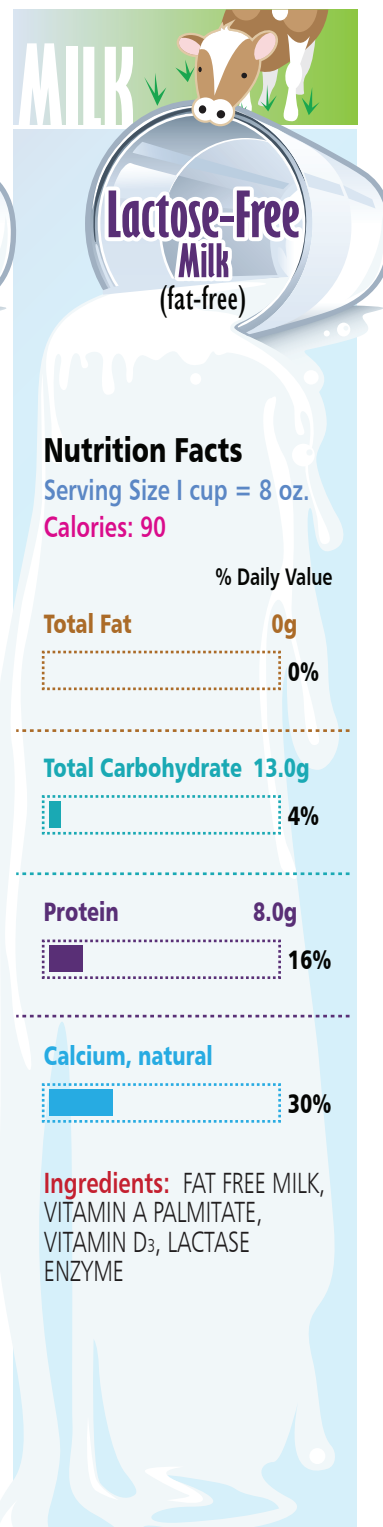 MILK
Lactose-Free
Milk
(fat-free)
Nutrition Facts
Serving Size I cup = 8 oz.
Calories: 90
% Daily Value
Total Fat 0g
0%
Total Carbohydrate 13.0g
4%
Protein 8.0g
16%
Calcium, natural
30%
Ingredients: FAT FREE MILK,
VITAMIN A PALMITATE,
VITAMIN D3, LACTASE
ENZYME